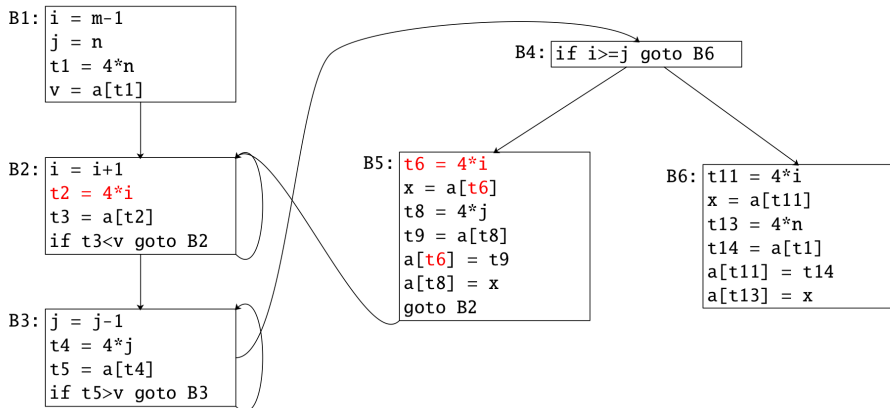 B1: i = m-1
j = n
t1 = 4*n
v = a[t1]
B2: i = i+1
t2 = 4*i
t3 = a[t2]
if t3<v goto B2
B3: j = j-1
t4 = 4*j
t5 = a[t4]
if t5>v goto B3
B4: if i>=j goto B6
B5: t6 = 4*i
x = a[t6]
t8 = 4*j
t9 = a[t8]
a[t6] = t9
a[t8] = x
goto B2
B6: t11 = 4*i
x = a[t11]
t13 = 4*n
t14 = a[t1]
a[t11] = t14
a[t13] = x